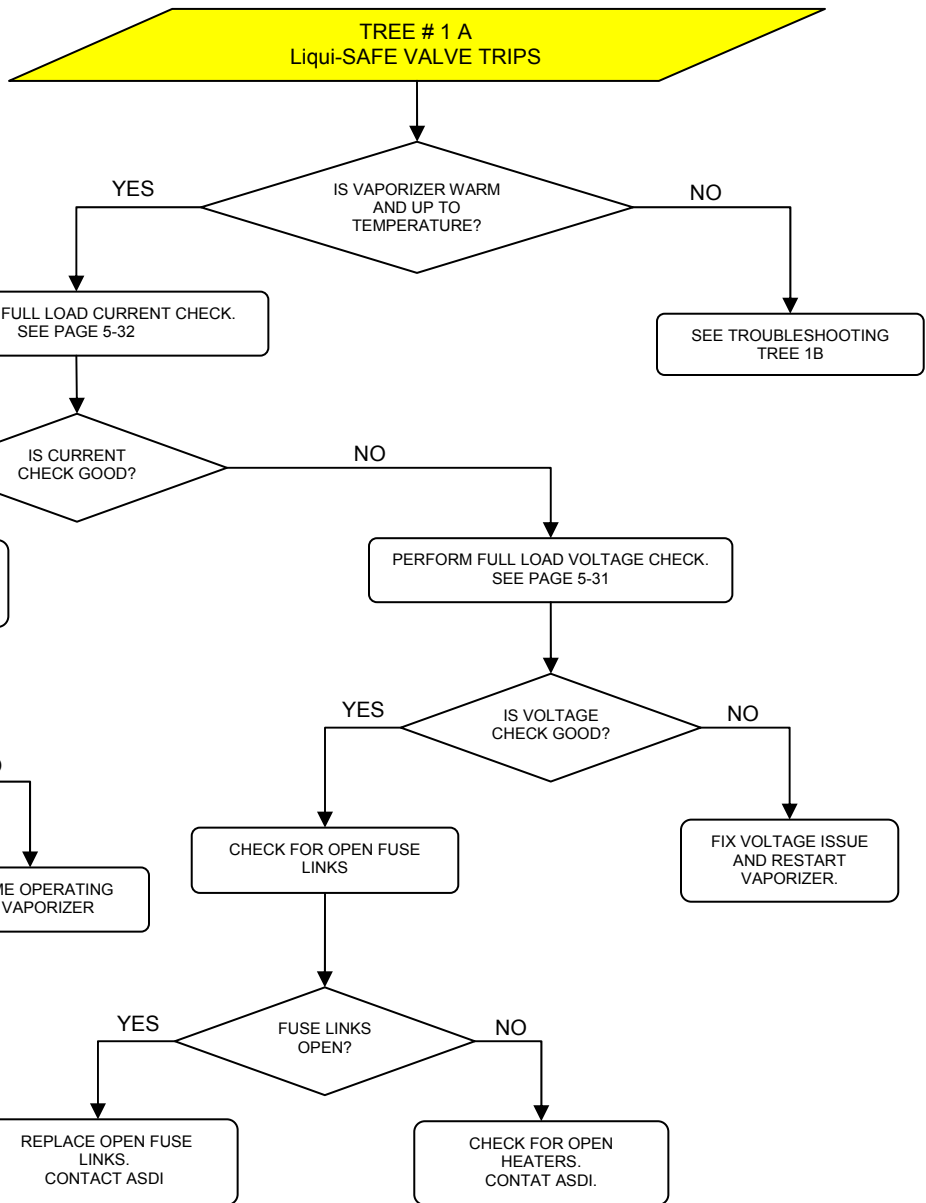 TREE # 1 A
Liqui-SAFE VALVE TRIPS
IS VAPORIZER WARM
AND UP TO
TEMPERATURE?
YES
NO
FULL LOAD CURRENT CHECK.
SEE PAGE 5-32
SEE TROUBLESHOOTING
TREE 1B
IS CURRENT
CHECK GOOD?
NO
PERFORM FULL LOAD VOLTAGE CHECK.
SEE PAGE 5-31
IS VOLTAGE
CHECK GOOD?
YES
NO
CHECK FOR OPEN FUSE
LINKS
FIX VOLTAGE ISSUE
AND RESTART
VAPORIZER.
ME OPERATING
VAPORIZER
FUSE LINKS
OPEN?
YES
NO
REPLACE OPEN FUSE
LINKS.
CONTACT ASDI
CHECK FOR OPEN
HEATERS.
CONTAT ASDI.